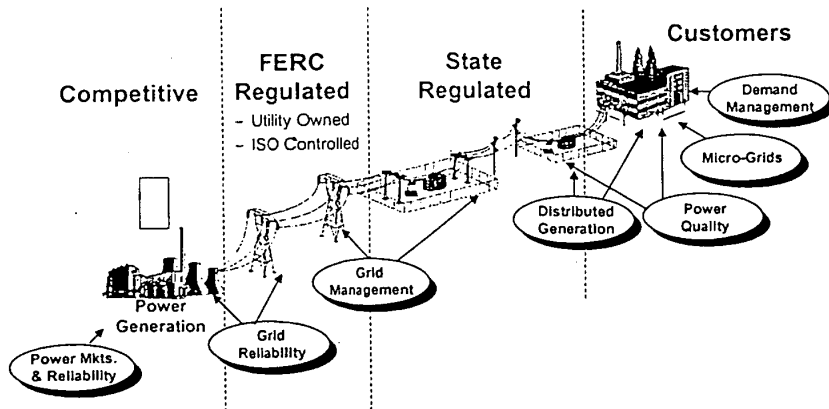 Competitive
FERC
Regulated
– Utility Owned
– ISO Controlled
State
Regulated
Customers
Demand
Management
Micro-Grids
Power
Quality
Distributed
Generation
Grid
Management
Grid
Reliability
Power
Generation
Power Mkts.
& Reliability